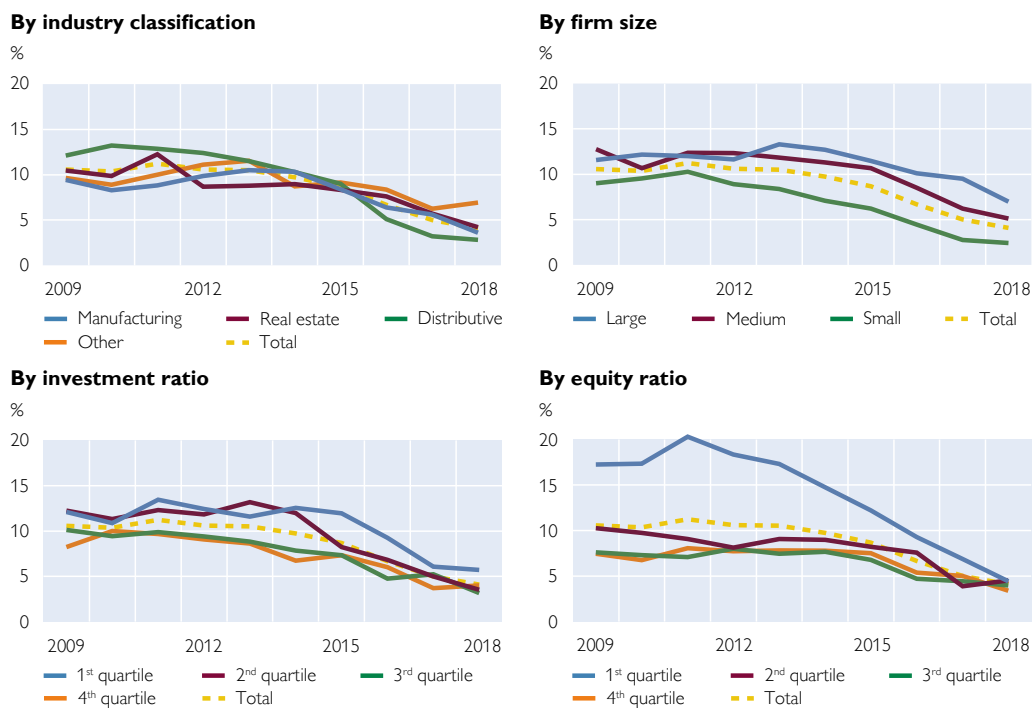 By industry classification
%
20
15
10
5
0
2009 2012 2015 2018
Manufacturing Real estate Distributive
Other Total
By firm size
%
20
15
10
5
0
2009 2012 2015 2018
Large Medium Small Total
By investment ratio
%
20
15
10
5
0
2009 2012 2015 2018
1st quartile 2nd quartile 3rd quartile
4th quartile Total
By equity ratio
%
20
15
10
5
0
2009 2012 2015 2018
1st quartile 2nd quartile 3rd quartile
4th quartile Total